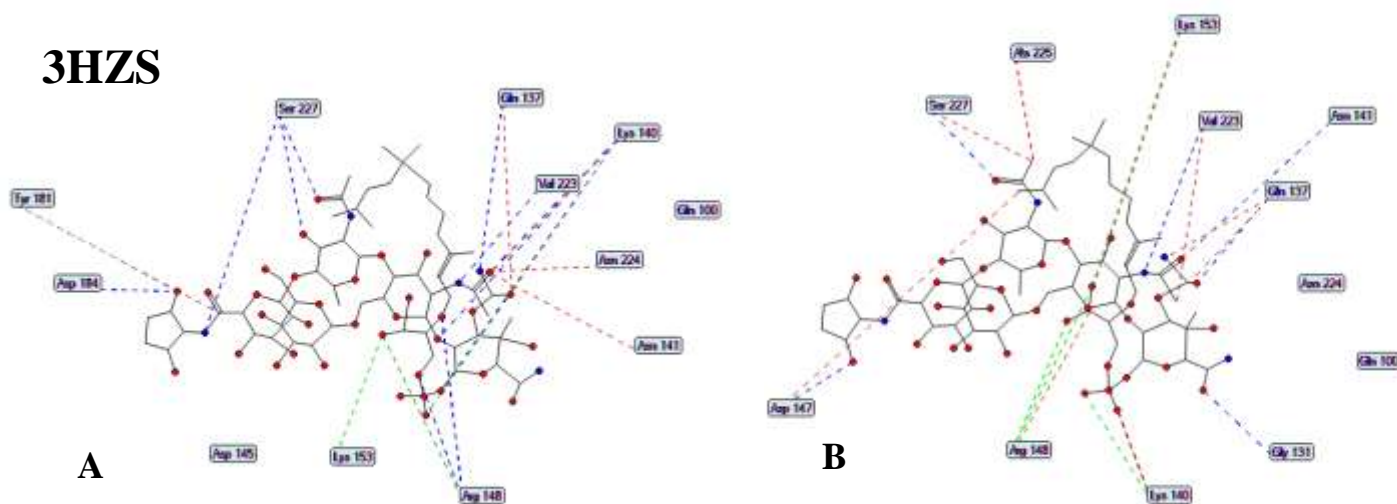 3HZS
Ser 227
Gln 137
Lys 140
Tyr 181
Val 223
Gln 100
Asp 184
Asn 224
Asn 141
Asp 145
Lys 153
Arg 148
A
Lys 153
Ala 225
Ser 227
Val 223
Asn 141
Gln 137
Asn 224
Gln 100
Asp 147
Arg 148
Gly 131
Lys 140
B